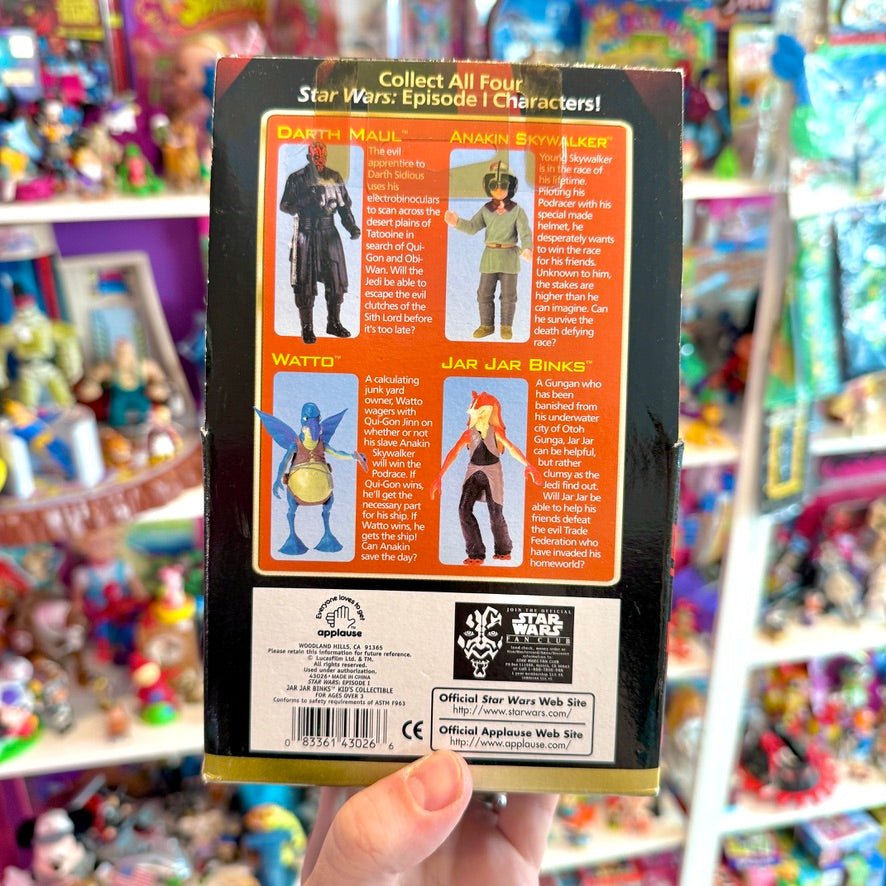 Collect All Four
Star Wars: Episode I Characters!
DARTH MAUL™
The evil
apprentice to
Darth Sidious
uses his
electrobinoculars
to scan across the
desert plains of
Tatooine in
search of Qui-
Gon and Obi-
Wan. Will the
Jedi be able to
escape the evil
clutches of the
Sith Lord before
it's too late?
ANAKIN SKYWALKER™
Young Skywalker
is in the race of
his lifetime.
Piloting his
Podracer with his
special made
helmet, he
desperately wants
to win the race
for his friends.
Unknown to him,
the stakes are
higher than he
can imagine. Can
he survive the
death defying
race?
WATTO™
A calculating
junk yard
owner, Watto
wagers with
Qui-Gon Jinn on
whether or not
his slave Anakin
Skywalker
will win the
Podrace. If
Qui-Gon wins,
he'll get the
necessary part
for his ship. If
Watto wins, he
gets the ship!
Can Anakin
save the day?
JAR JAR BINKS™
A Gungan who
has been
banished from
his underwater
city of Otoh
Gunga, Jar Jar
can be helpful,
but rather
clumsy as the
Jedi find out.
Will Jar Jar be
able to help his
friends defeat
the evil Trade
Federation who
have invaded his
homeworld?
Everyone loves to get
applause
WOODLAND HILLS, CA 91365
Please retain this information for future reference.
© Lucasfilm Ltd. & TM.
All rights reserved.
Used under authorization.
43026 • MADE IN CHINA
STAR WARS: EPISODE I
JAR JAR BINKS™ KID'S COLLECTIBLE
FOR AGES OVER 3
Conforms to safety requirements of ASTM F963
0 83361 43026 6
CE
JOIN THE OFFICIAL
STAR WARS
FAN CLUB
Official Star Wars Web Site
http://www.starwars.com/
Official Applause Web Site
http://www.applause.com/